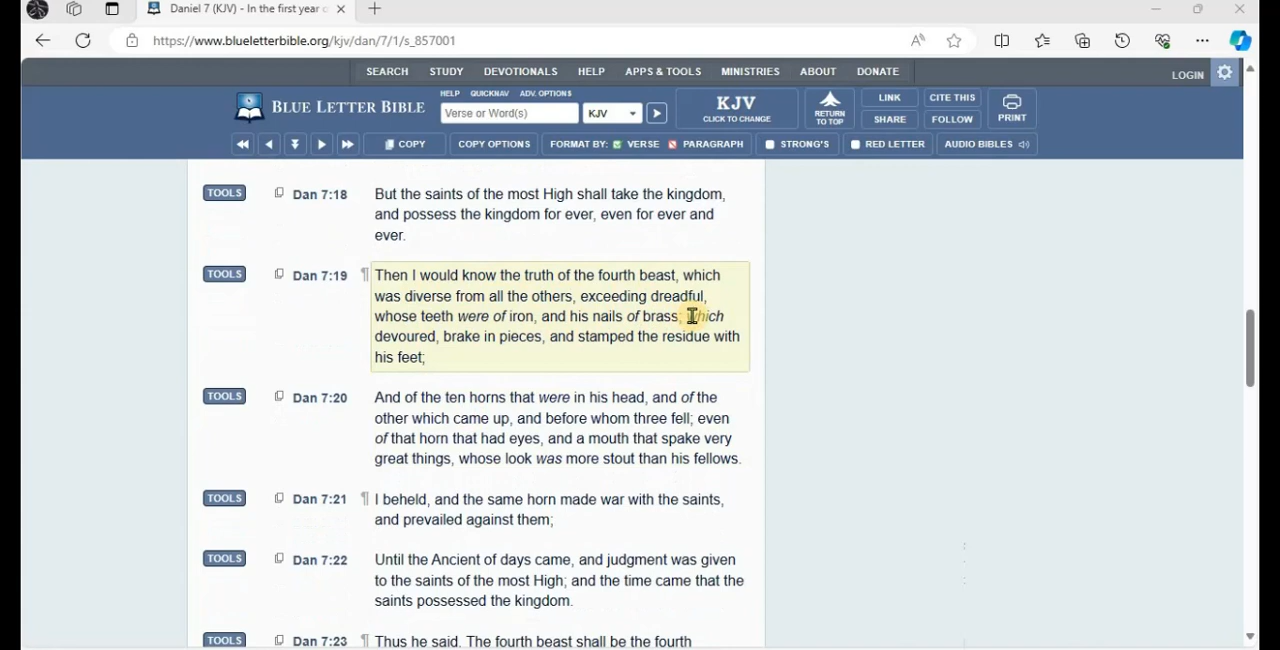 Daniel 7 (KJV) - In the first year
https://www.blueletterbible.org/kjv/dan/7/1/s_857001
SEARCH STUDY DEVOTIONALS HELP APPS & TOOLS MINISTRIES ABOUT DONATE LOGIN
BLUE LETTER BIBLE
HELP QUICKNAV ADV. OPTIONS
Verse or Word(s) KJV
KJV
CLICK TO CHANGE
RETURN
TO TOP
LINK CITE THIS
SHARE FOLLOW
PRINT
COPY COPY OPTIONS FORMAT BY: VERSE PARAGRAPH STRONG'S RED LETTER AUDIO BIBLES
TOOLS Dan 7:18 But the saints of the most High shall take the kingdom,
and possess the kingdom for ever, even for ever and
ever.
TOOLS Dan 7:19 ¶ Then I would know the truth of the fourth beast, which
was diverse from all the others, exceeding dreadful,
whose teeth were of iron, and his nails of brass; which
devoured, brake in pieces, and stamped the residue with
his feet;
TOOLS Dan 7:20 And of the ten horns that were in his head, and of the
other which came up, and before whom three fell; even
of that horn that had eyes, and a mouth that spake very
great things, whose look was more stout than his fellows.
TOOLS Dan 7:21 ¶ I beheld, and the same horn made war with the saints,
and prevailed against them;
TOOLS Dan 7:22 Until the Ancient of days came, and judgment was given
to the saints of the most High; and the time came that the
saints possessed the kingdom.
TOOLS Dan 7:23 ¶ Thus he said, The fourth beast shall be the fourth